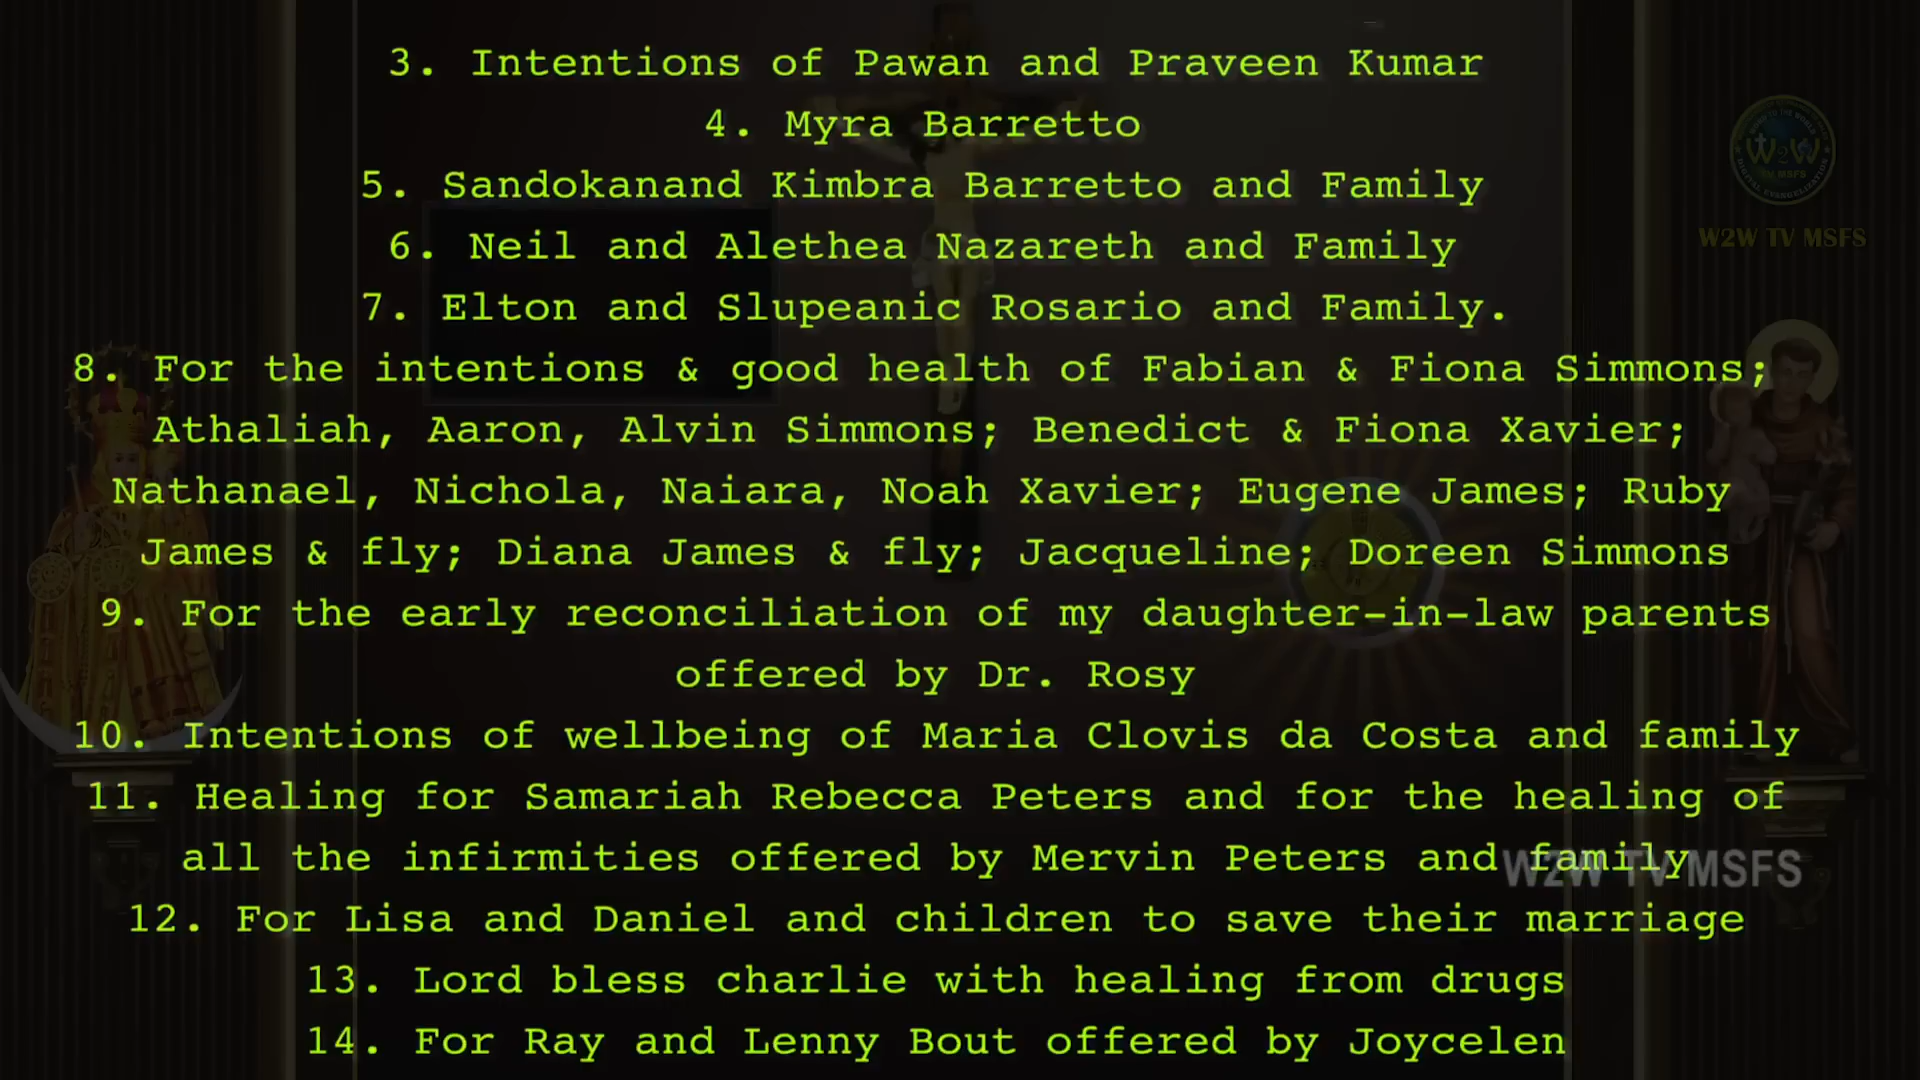 3. Intentions of Pawan and Praveen Kumar
4. Myra Barretto
5. Sandokanand Kimbra Barretto and Family
6. Neil and Alethea Nazareth and Family
7. Elton and Slupeanic Rosario and Family.
8. For the intentions & good health of Fabian & Fiona Simmons;
Athaliah, Aaron, Alvin Simmons; Benedict & Fiona Xavier;
Nathanael, Nichola, Naiara, Noah Xavier; Eugene James; Ruby
James & fly; Diana James & fly; Jacqueline; Doreen Simmons
9. For the early reconciliation of my daughter-in-law parents
offered by Dr. Rosy
10. Intentions of wellbeing of Maria Clovis da Costa and family
11. Healing for Samariah Rebecca Peters and for the healing of
all the infirmities offered by Mervin Peters and family
12. For Lisa and Daniel and children to save their marriage
13. Lord bless charlie with healing from drugs
14. For Ray and Lenny Bout offered by Joycelen
W2W
W2W TV MSFS
W2W TV MSFS